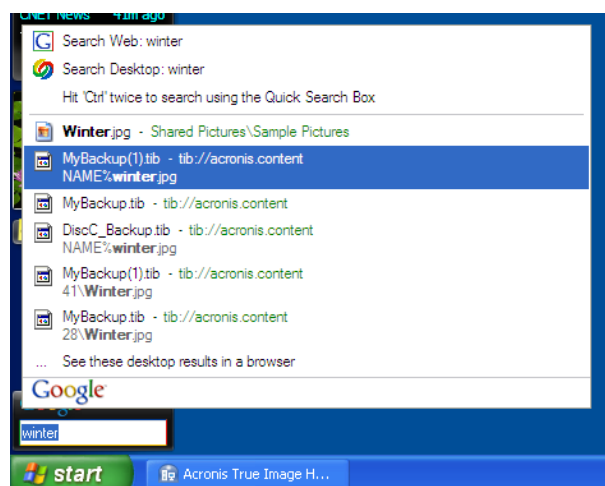 CNET News 41m ago
Search Web: winter
Search Desktop: winter
Hit 'Ctrl' twice to search using the Quick Search Box
Winter.jpg - Shared Pictures\Sample Pictures
MyBackup(1).tib - tib://acronis.content
NAME%winter.jpg
MyBackup.tib - tib://acronis.content
DiscC_Backup.tib - tib://acronis.content
NAME%winter.jpg
MyBackup(1).tib - tib://acronis.content
41\Winter.jpg
MyBackup.tib - tib://acronis.content
28\Winter.jpg
... See these desktop results in a browser
Google
winter
start Acronis True Image H...